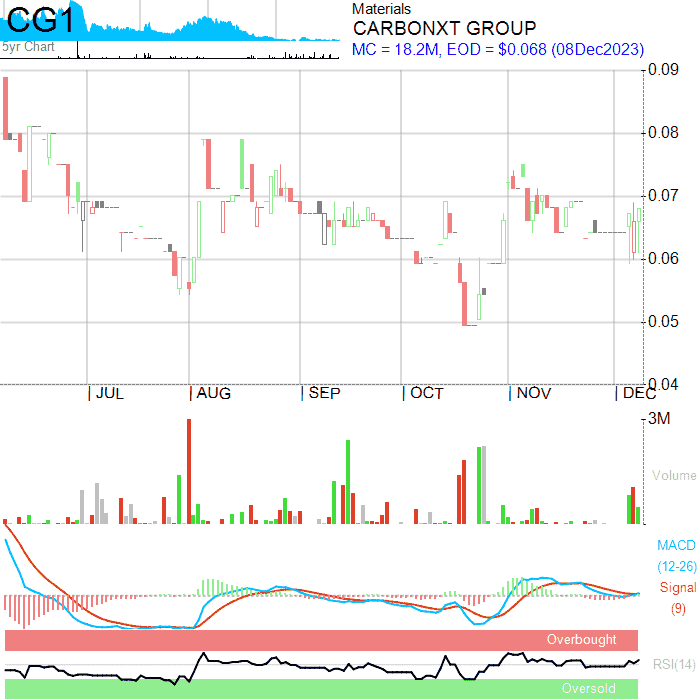 CG1
5yr Chart
Materials
CARBONXT GROUP
MC = 18.2M, EOD = $0.068 (08Dec2023)
0.09
0.08
0.07
0.06
0.05
0.04
JUL AUG SEP OCT NOV DEC
3M
Volume
MACD
(12-26)
Signal
(9)
Overbought
RSI(14)
Oversold